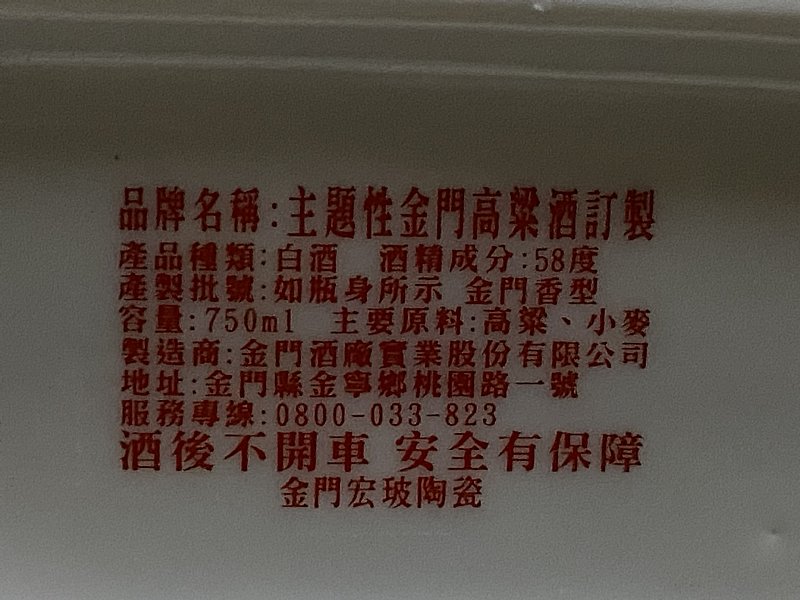 品牌名稱:主題性金門高粱酒訂製
產品種類:白酒 酒精成分:58度
產製批號:如瓶身所示 金門香型
容量:750ml 主要原料:高粱、小麥
製造商:金門酒廠實業股份有限公司
地址:金門縣金寧鄉桃園路一號
服務專線:0800-033-823
酒後不開車 安全有保障
金門宏玻陶瓷